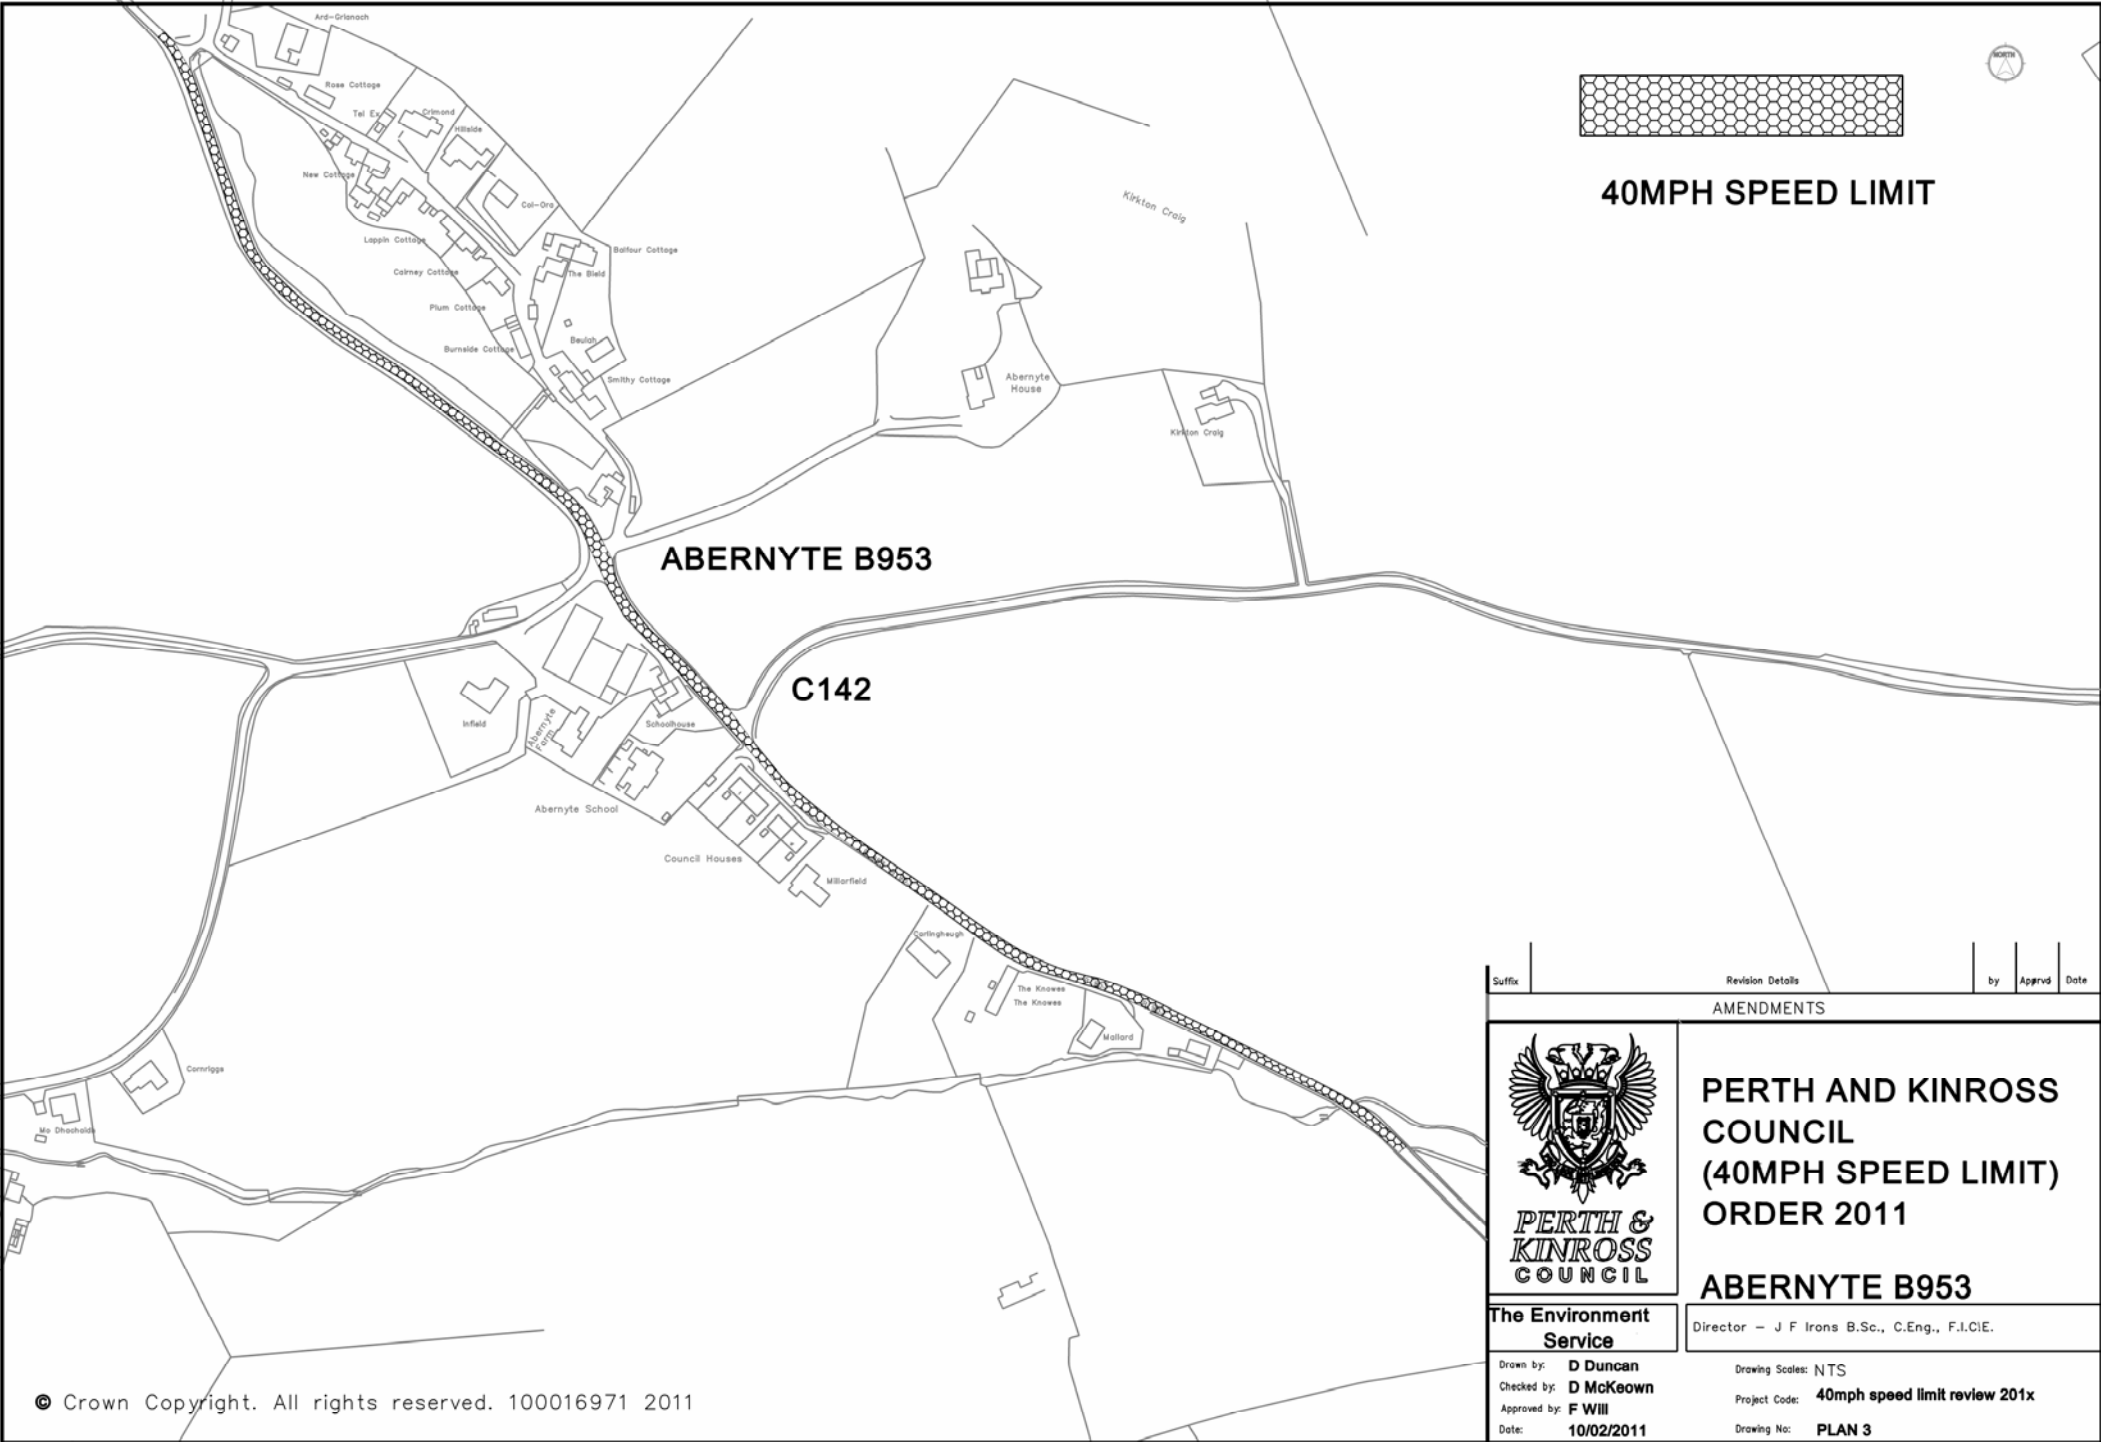 Ard-Grianach
NORTH
Rose Cottage
Tel Ex
Grimond
Hillside
New Cottage
Col-Ora
Kirkton Craig
40MPH SPEED LIMIT
Lappin Cottage
Balfour Cottage
Cairney Cottage
The Bield
Plum Cottage
Beulah
Burnside Cottage
Smithy Cottage
Abernyte
House
Kirkton Craig
ABERNYTE B953
C142
Infield
Abernyte
Farm
Schoolhouse
Abernyte School
Council Houses
Millarfield
Carlingheugh
The Knowes
The Knowes
Mallard
Cornriggs
Mo Dhachaidh
Suffix
Revision Details
by
Apprvd
Date
AMENDMENTS
PERTH AND KINROSS
COUNCIL
(40MPH SPEED LIMIT)
ORDER 2011
ABERNYTE B953
PERTH &
KINROSS
COUNCIL
The Environment
Service
Director - J F Irons B.Sc., C.Eng., F.I.C.E.
Drawn by: D Duncan
Checked by: D McKeown
Approved by: F Will
Date: 10/02/2011
Drawing Scales: NTS
Project Code: 40mph speed limit review 201x
Drawing No: PLAN 3
© Crown Copyright. All rights reserved. 100016971 2011